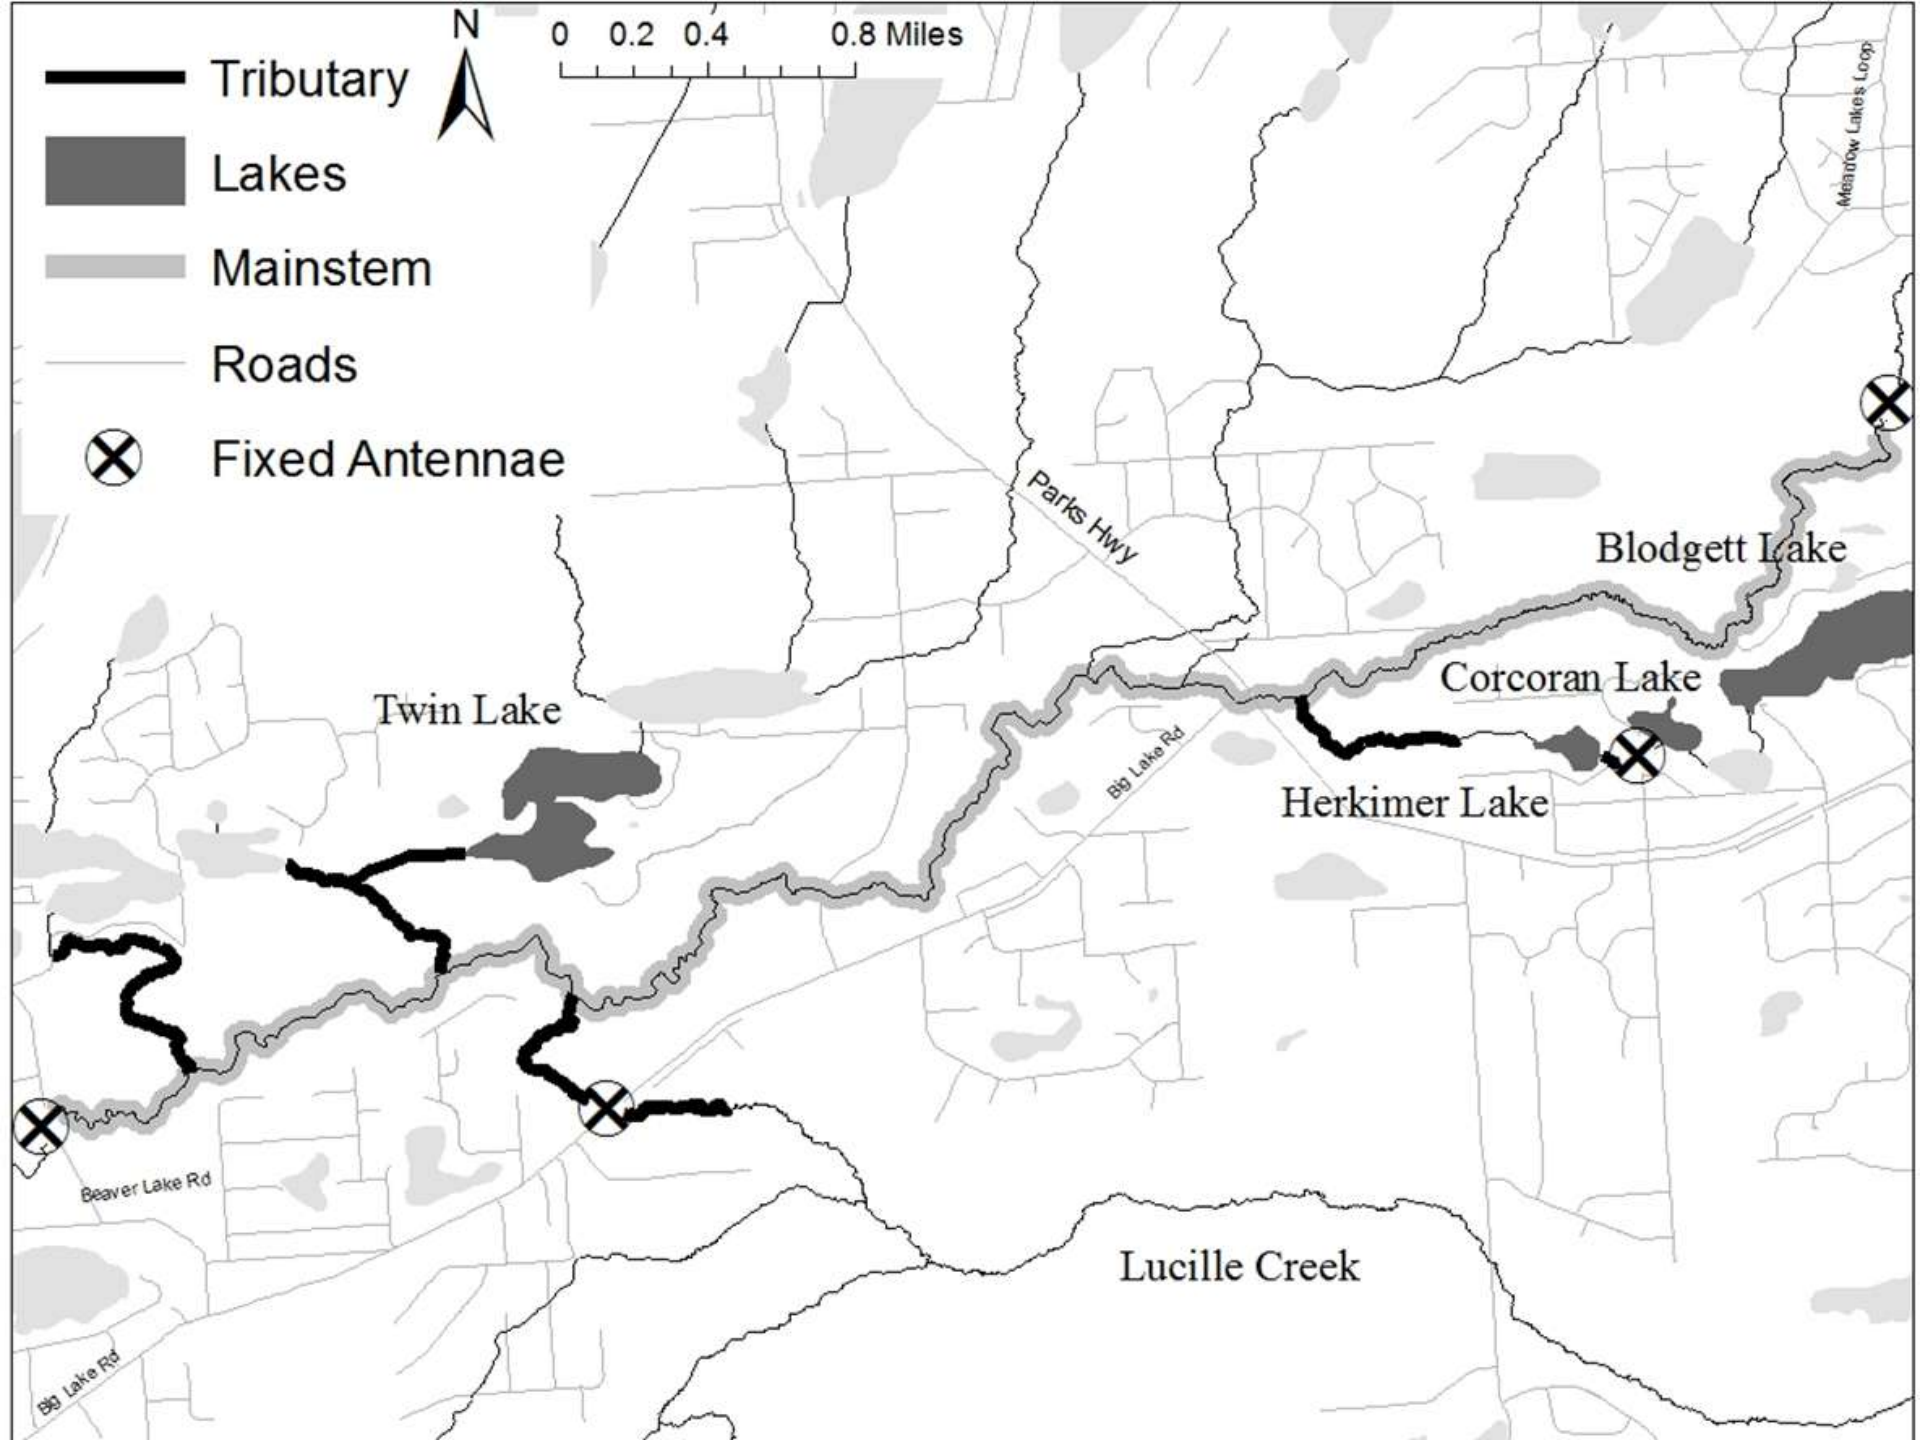 N
0 0.2 0.4 0.8 Miles
Tributary
Lakes
Mainstem
Roads
Fixed Antennae
Meadow Lakes Loop
Parks Hwy
Blodgett Lake
Corcoran Lake
Twin Lake
Big Lake Rd
Herkimer Lake
Beaver Lake Rd
Lucille Creek
Big Lake Rd